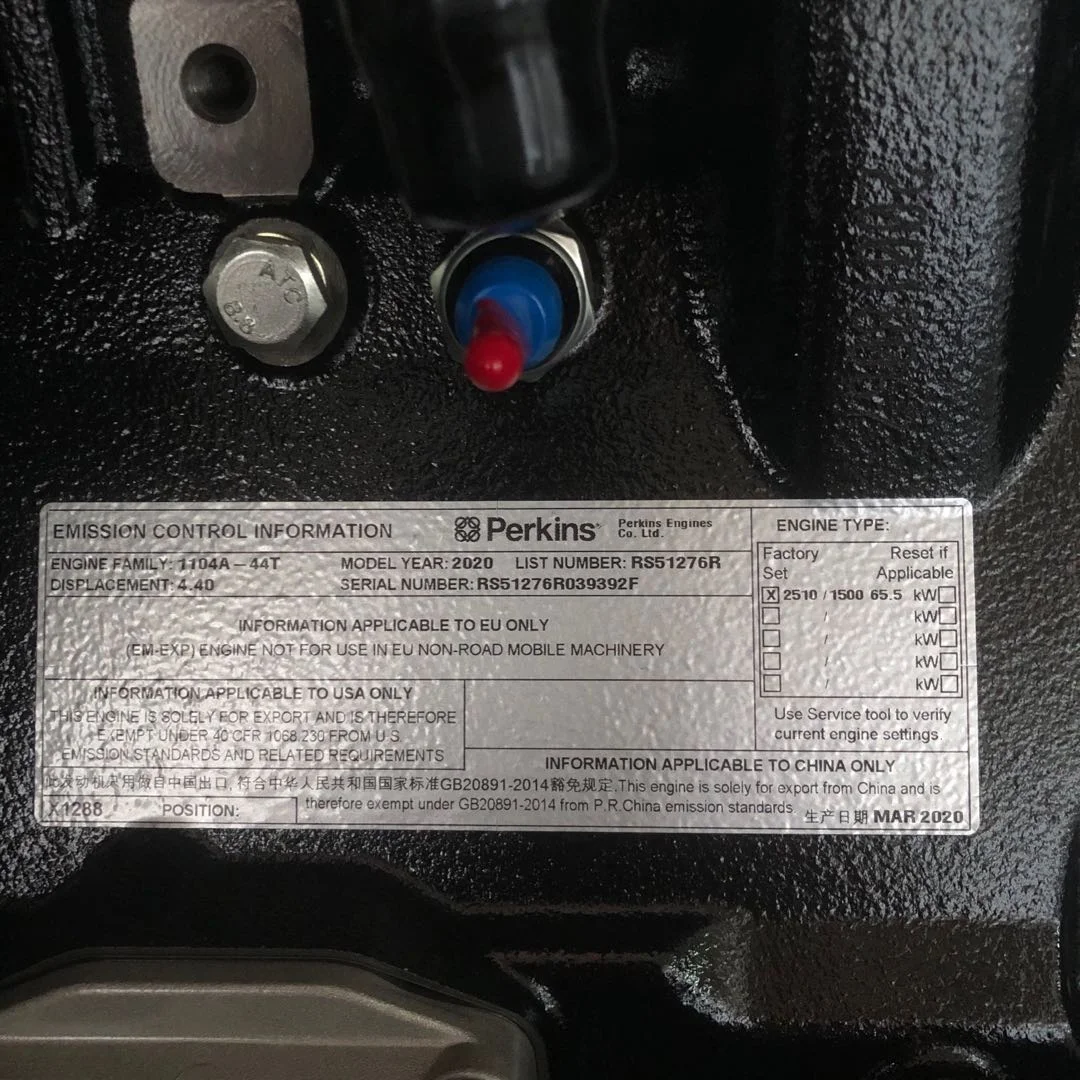 AYC
8.8
EMISSION CONTROL INFORMATION
Perkins
Perkins Engines
Co. Ltd.
ENGINE FAMILY: 1104A-44T MODEL YEAR: 2020 LIST NUMBER: RS51276R
DISPLACEMENT: 4.40 SERIAL NUMBER: RS51276R039392F
INFORMATION APPLICABLE TO EU ONLY
(EM-EXP) ENGINE NOT FOR USE IN EU NON-ROAD MOBILE MACHINERY
INFORMATION APPLICABLE TO USA ONLY
THIS ENGINE IS SOLELY FOR EXPORT AND IS THEREFORE
EXEMPT UNDER 40 CFR 1068.230 FROM U.S.
EMISSION STANDARDS AND RELATED REQUIREMENTS
ENGINE TYPE:
Factory Reset if
Set Applicable
X 2510 / 1500 65.5 kW
/ kW
/ kW
/ kW
/ kW
Use Service tool to verify
current engine settings.
INFORMATION APPLICABLE TO CHINA ONLY
此发动机只用做自中国出口, 符合中华人民共和国国家标准GB20891-2014豁免规定.This engine is solely for export from China and is
therefore exempt under GB20891-2014 from P.R.China emission standards.
生产日期 MAR 2020
X1288 POSITION: